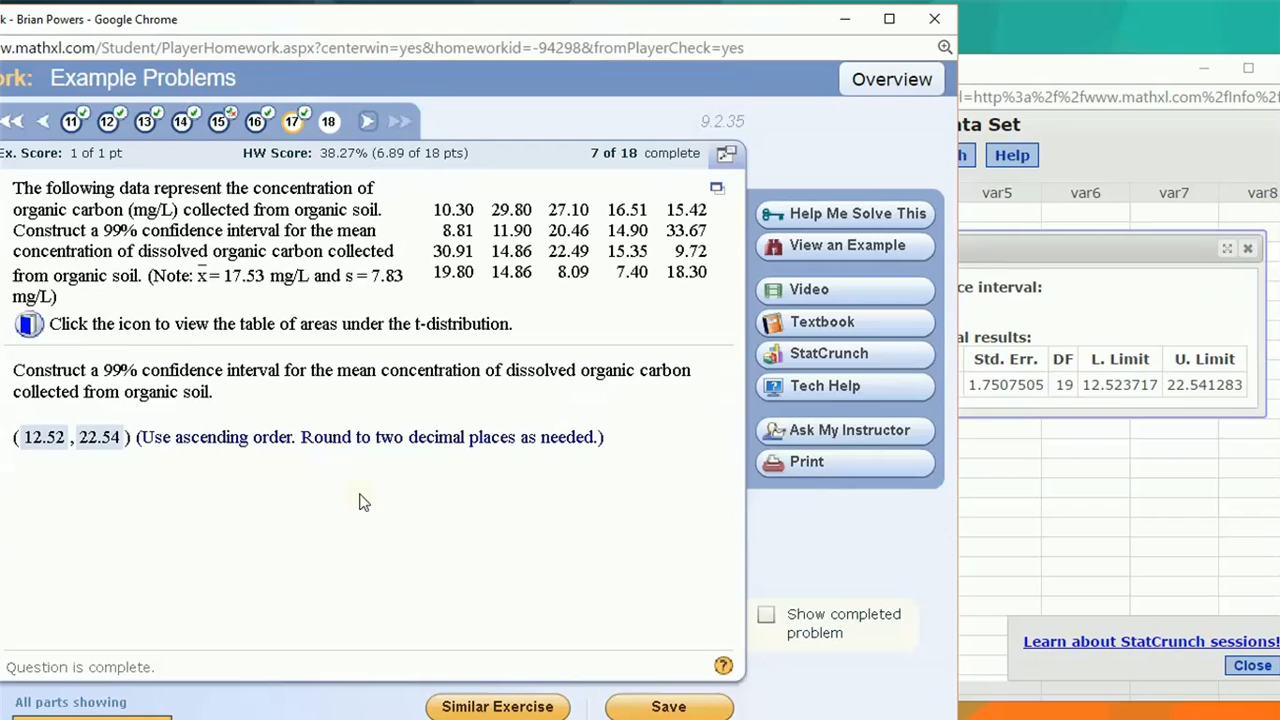 k - Brian Powers - Google Chrome
w.mathxl.com/Student/PlayerHomework.aspx?centerwin=yes&homeworkid=-94298&fromPlayerCheck=yes
l=http%3a%2f%2fwww.mathxl.com%2fInfo%2
ork: Example Problems
Overview
ata Set
h Help
11 12 13 14 15 16 17 18
9.2.35
Ex. Score: 1 of 1 pt HW Score: 38.27% (6.89 of 18 pts) 7 of 18 complete
var5 var6 var7 var8
The following data represent the concentration of
organic carbon (mg/L) collected from organic soil.
Construct a 99% confidence interval for the mean
concentration of dissolved organic carbon collected
from organic soil. (Note: x̄ = 17.53 mg/L and s = 7.83
mg/L)
10.30 29.80 27.10 16.51 15.42
8.81 11.90 20.46 14.90 33.67
30.91 14.86 22.49 15.35 9.72
19.80 14.86 8.09 7.40 18.30
Click the icon to view the table of areas under the t-distribution.
Construct a 99% confidence interval for the mean concentration of dissolved organic carbon
collected from organic soil.
( 12.52 , 22.54 ) (Use ascending order. Round to two decimal places as needed.)
Help Me Solve This
View an Example
Video
Textbook
StatCrunch
Tech Help
Ask My Instructor
Print
ce interval:
al results:
Std. Err. DF L. Limit U. Limit
1.7507505 19 12.523717 22.541283
Show completed
problem
Learn about StatCrunch sessions!
Close
Question is complete.
?
All parts showing
Similar Exercise
Save